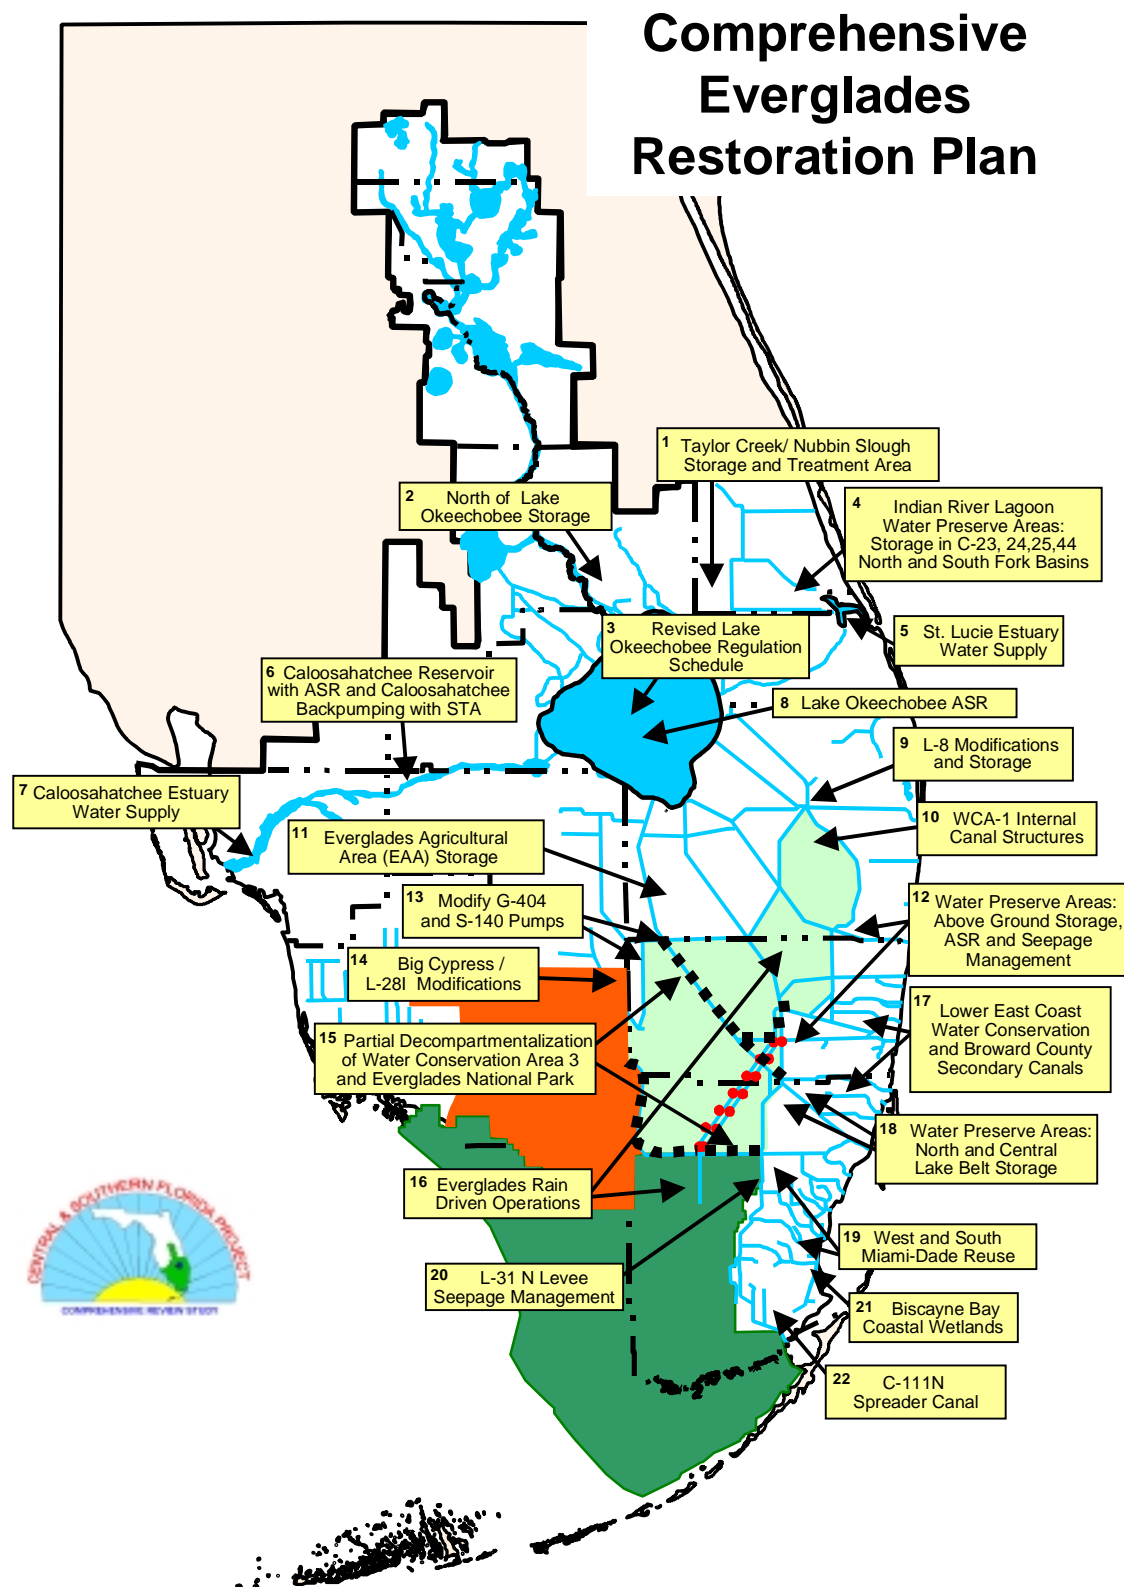 Comprehensive
Everglades
Restoration Plan
1 Taylor Creek/ Nubbin Slough
Storage and Treatment Area
2 North of Lake
Okeechobee Storage
3 Revised Lake
Okeechobee Regulation
Schedule
4 Indian River Lagoon
Water Preserve Areas:
Storage in C-23, 24,25,44
North and South Fork Basins
5 St. Lucie Estuary
Water Supply
6 Caloosahatchee Reservoir
with ASR and Caloosahatchee
Backpumping with STA
7 Caloosahatchee Estuary
Water Supply
8 Lake Okeechobee ASR
9 L-8 Modifications
and Storage
10 WCA-1 Internal
Canal Structures
11 Everglades Agricultural
Area (EAA) Storage
12 Water Preserve Areas:
Above Ground Storage,
ASR and Seepage
Management
13 Modify G-404
and S-140 Pumps
14 Big Cypress /
L-28I Modifications
15 Partial Decompartmentalization
of Water Conservation Area 3
and Everglades National Park
16 Everglades Rain
Driven Operations
17 Lower East Coast
Water Conservation
and Broward County
Secondary Canals
18 Water Preserve Areas:
North and Central
Lake Belt Storage
19 West and South
Miami-Dade Reuse
20 L-31 N Levee
Seepage Management
21 Biscayne Bay
Coastal Wetlands
22 C-111N
Spreader Canal
CENTRAL & SOUTHERN FLORIDA PROJECT
COMPREHENSIVE REVIEW STUDY